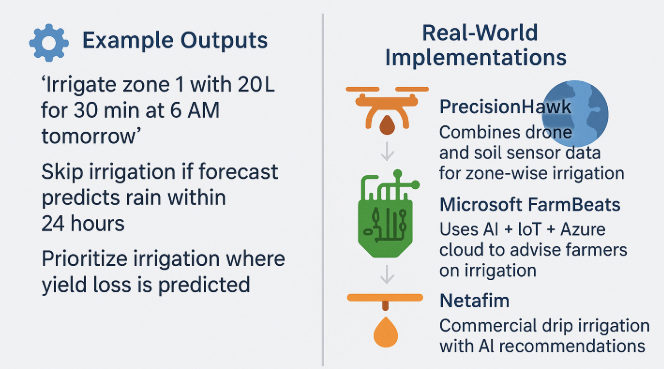 Example Outputs
‘Irrigate zone 1 with 20 L
for 30 min at 6 AM
tomorrow’
Skip irrigation if forecast
predicts rain within
24 hours
Prioritize irrigation where
yield loss is predicted
Real-World
Implementations
PrecisionHawk
Combines drone
and soil sensor data
for zone-wise irrigation
Microsoft FarmBeats
Uses AI + IoT + Azure
cloud to advise farmers
on irrigation
Netafim
Commercial drip irrigation
with AI recommendations